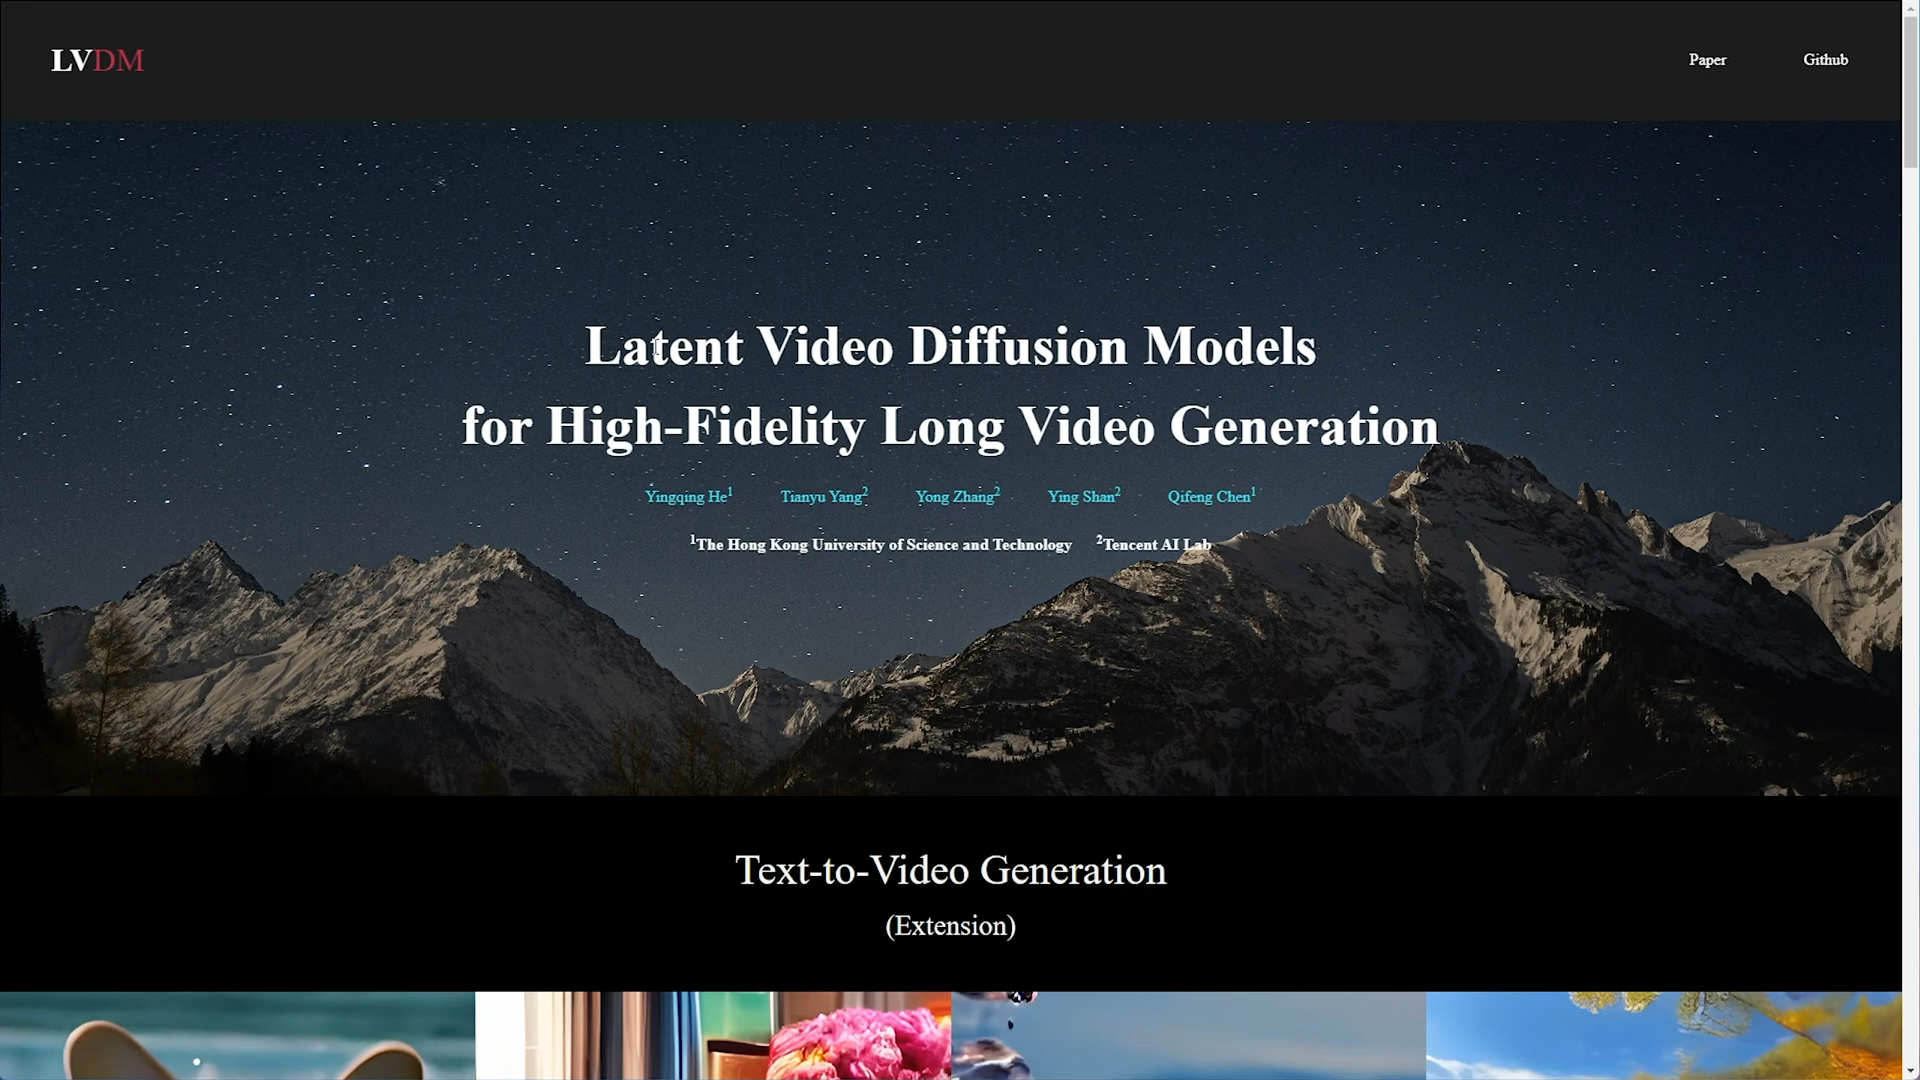 LVDM
Paper
Github
Latent Video Diffusion Models
for High-Fidelity Long Video Generation
Yingqing He1 Tianyu Yang2 Yong Zhang2 Ying Shan2 Qifeng Chen1
1The Hong Kong University of Science and Technology 2Tencent AI Lab
Text-to-Video Generation
(Extension)